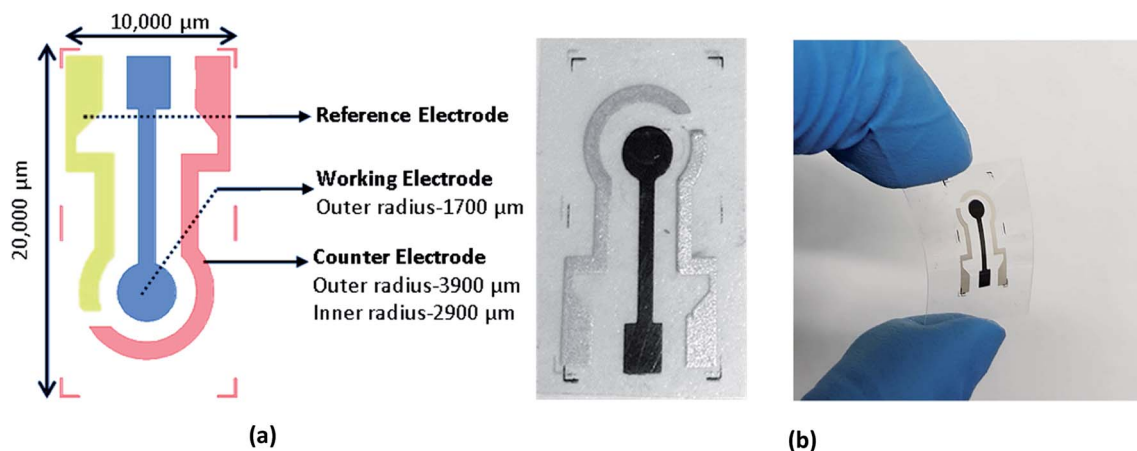 10,000 µm
20,000 µm
Reference Electrode
Working Electrode
Outer radius-1700 µm
Counter Electrode
Outer radius-3900 µm
Inner radius-2900 µm
(a)
(b)